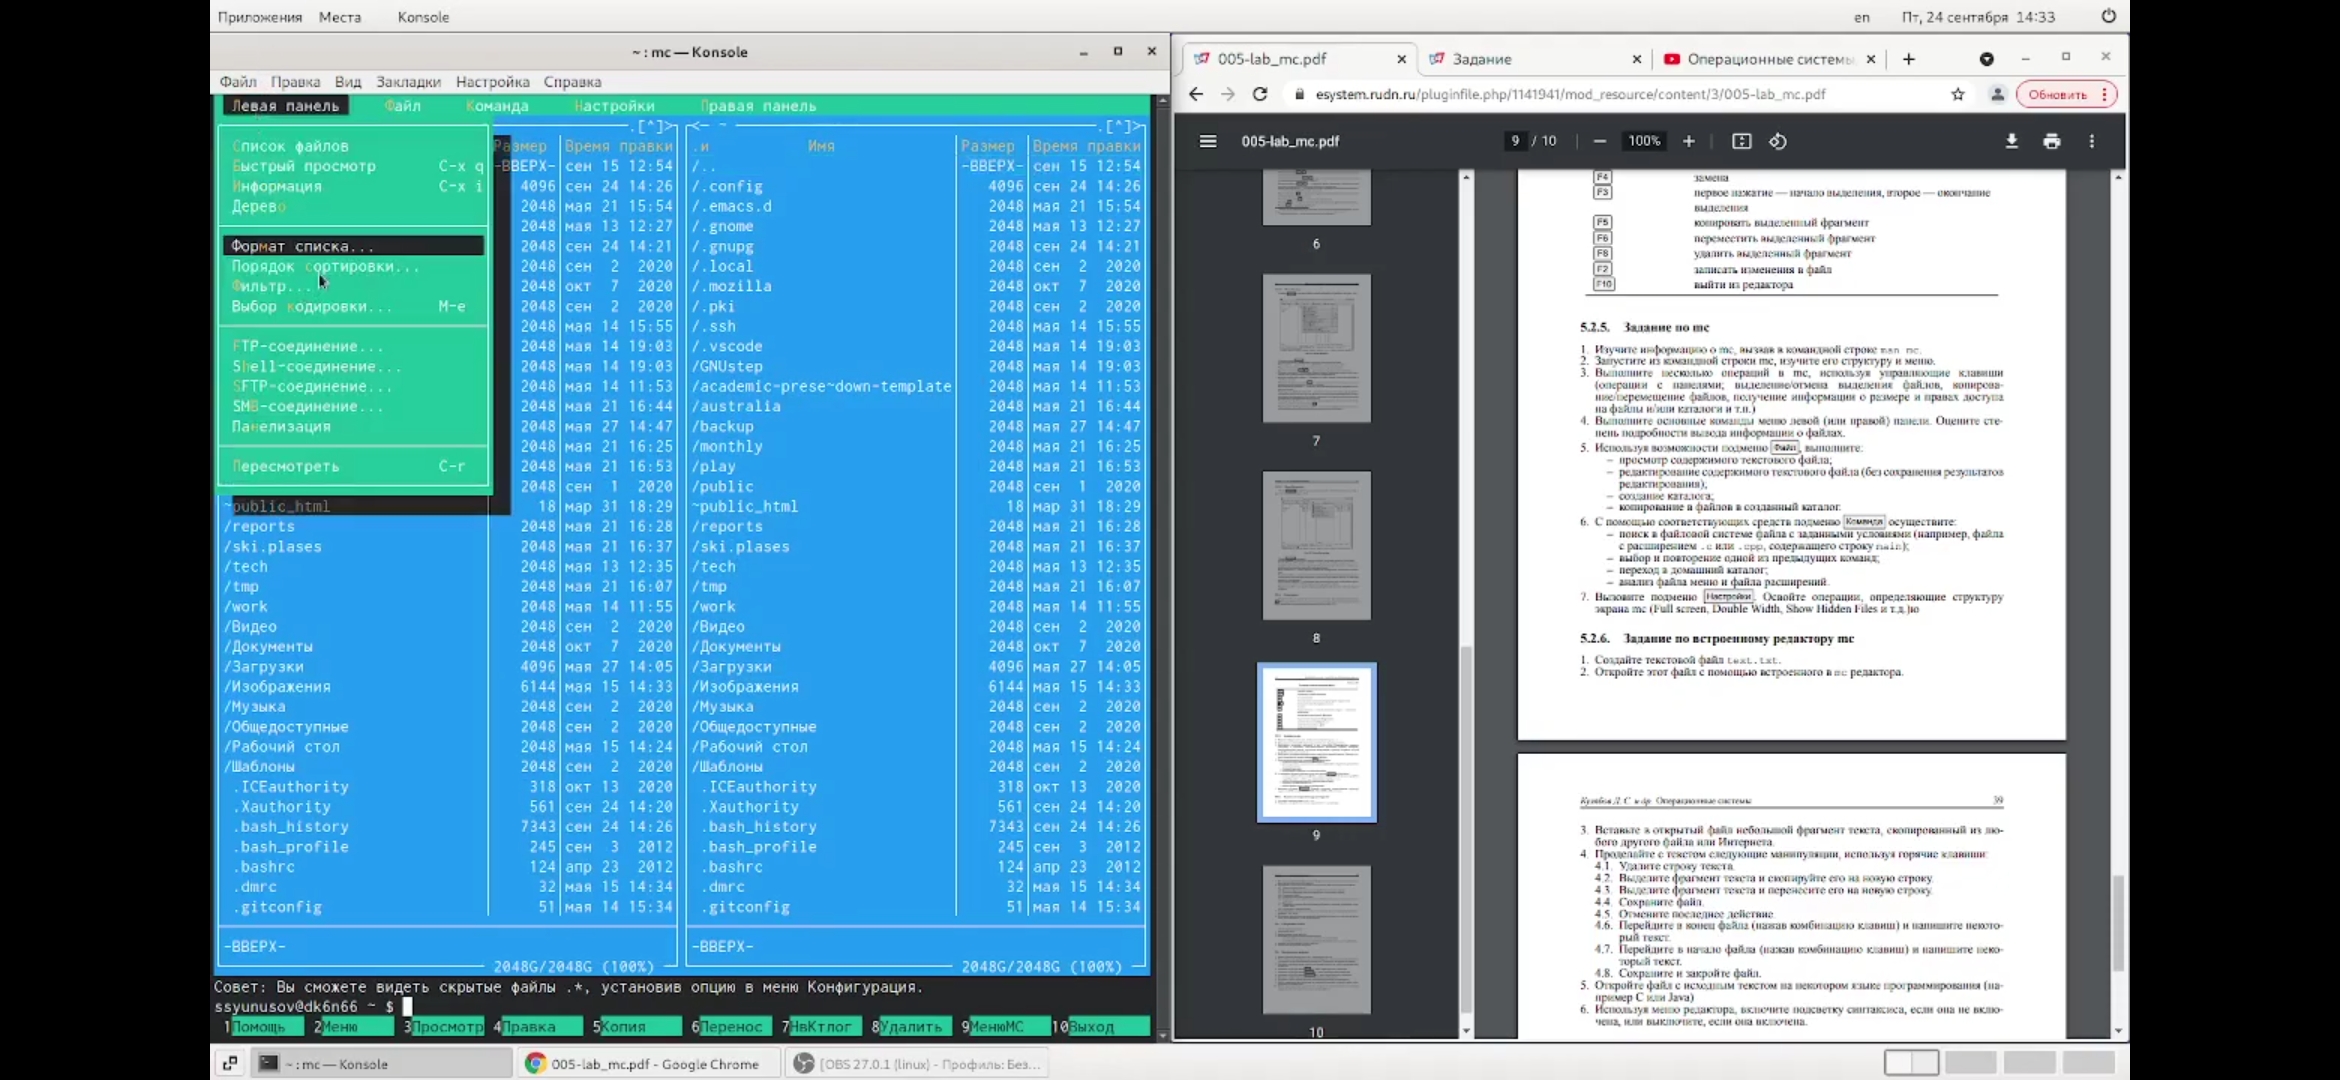 Приложения Места Konsole
en Пт, 24 сентября 14:33
~ : mc — Konsole
Файл Правка Вид Закладки Настройка Справка
Левая панель Файл Команда Настройки Правая панель
Список файлов
Быстрый просмотр C-x q
Информация C-x i
Дерево
Формат списка...
Порядок сортировки...
Фильтр...
Выбор кодировки... M-e
FTP-соединение...
Shell-соединение...
SFTP-соединение...
SMB-соединение...
Панелизация
Пересмотреть C-r
.[^]>
Размер Время правки
-ВВЕРХ- сен 15 12:54
4096 сен 24 14:26
2048 мая 21 15:54
2048 мая 13 12:27
2048 сен 24 14:21
2048 сен 2 2020
2048 окт 7 2020
2048 сен 2 2020
2048 мая 14 15:55
2048 мая 14 19:03
2048 мая 14 19:03
2048 мая 14 11:53
2048 мая 21 16:44
2048 мая 27 14:47
2048 мая 21 16:25
2048 мая 21 16:53
2048 сен 1 2020
~public_html 18 мар 31 18:29
/reports 2048 мая 21 16:28
/ski.plases 2048 мая 21 16:37
/tech 2048 мая 13 12:35
/tmp 2048 мая 21 16:07
/work 2048 мая 14 11:55
/Видео 2048 сен 2 2020
/Документы 2048 окт 7 2020
/Загрузки 4096 мая 27 14:05
/Изображения 6144 мая 15 14:33
/Музыка 2048 сен 2 2020
/Общедоступные 2048 сен 2 2020
/Рабочий стол 2048 мая 15 14:24
/Шаблоны 2048 сен 2 2020
.ICEauthority 318 окт 13 2020
.Xauthority 561 сен 24 14:20
.bash_history 7343 сен 24 14:26
.bash_profile 245 сен 3 2012
.bashrc 124 апр 23 2012
.dmrc 32 мая 15 14:34
.gitconfig 51 мая 14 15:34
-ВВЕРХ-
2048G/2048G (100%)
<- ~ .[^]>
.и Имя Размер Время правки
/.. -ВВЕРХ- сен 15 12:54
/.config 4096 сен 24 14:26
/.emacs.d 2048 мая 21 15:54
/.gnome 2048 мая 13 12:27
/.gnupg 2048 сен 24 14:21
/.local 2048 сен 2 2020
/.mozilla 2048 окт 7 2020
/.pki 2048 сен 2 2020
/.ssh 2048 мая 14 15:55
/.vscode 2048 мая 14 19:03
/GNUstep 2048 мая 14 19:03
/academic-prese~down-template 2048 мая 14 11:53
/australia 2048 мая 21 16:44
/backup 2048 мая 27 14:47
/monthly 2048 мая 21 16:25
/play 2048 мая 21 16:53
/public 2048 сен 1 2020
~public_html 18 мар 31 18:29
/reports 2048 мая 21 16:28
/ski.plases 2048 мая 21 16:37
/tech 2048 мая 13 12:35
/tmp 2048 мая 21 16:07
/work 2048 мая 14 11:55
/Видео 2048 сен 2 2020
/Документы 2048 окт 7 2020
/Загрузки 4096 мая 27 14:05
/Изображения 6144 мая 15 14:33
/Музыка 2048 сен 2 2020
/Общедоступные 2048 сен 2 2020
/Рабочий стол 2048 мая 15 14:24
/Шаблоны 2048 сен 2 2020
.ICEauthority 318 окт 13 2020
.Xauthority 561 сен 24 14:20
.bash_history 7343 сен 24 14:26
.bash_profile 245 сен 3 2012
.bashrc 124 апр 23 2012
.dmrc 32 мая 15 14:34
.gitconfig 51 мая 14 15:34
-ВВЕРХ-
2048G/2048G (100%)
Совет: Вы сможете видеть скрытые файлы .*, установив опцию в меню Конфигурация.
ssyunusov@dk6n66 ~ $
1Помощь 2Меню 3Просмотр 4Правка 5Копия 6Перенос 7НвКтлог 8Удалить 9МенюМС 10Выход
005-lab_mc.pdf Задание Операционные системы
esystem.rudn.ru/pluginfile.php/1141941/mod_resource/content/3/005-lab_mc.pdf Обновить
005-lab_mc.pdf 9 / 10 100%
6
7
8
9
10
F4 замена
F3 первое нажатие — начало выделения, второе — окончание
выделения
F5 копировать выделенный фрагмент
F6 переместить выделенный фрагмент
F8 удалить выделенный фрагмент
F2 записать изменения в файл
F10 выйти из редактора
5.2.5. Задание по mc
1. Изучите информацию о mc, вызвав в командной строке man mc.
2. Запустите из командной строки mc, изучите его структуру и меню.
3. Выполните несколько операций в mc, используя управляющие клавиши
(операции с панелями; выделение/отмена выделения файлов, копирова-
ние/перемещение файлов, получение информации о размере и правах доступа
на файлы и/или каталоги и т.п.)
4. Выполните основные команды меню левой (или правой) панели. Оцените сте-
пень подробности вывода информации о файлах.
5. Используя возможности подменю Файл, выполните:
– просмотр содержимого текстового файла;
– редактирование содержимого текстового файла (без сохранения результатов
редактирования);
– создание каталога;
– копирование в файлов в созданный каталог.
6. С помощью соответствующих средств подменю Команда осуществите:
– поиск в файловой системе файла с заданными условиями (например, файла
с расширением .c или .cpp, содержащего строку main);
– выбор и повторение одной из предыдущих команд;
– переход в домашний каталог;
– анализ файла меню и файла расширений.
7. Вызовите подменю Настройки. Освойте операции, определяющие структуру
экрана mc (Full screen, Double Width, Show Hidden Files и т.д.)ю
5.2.6. Задание по встроенному редактору mc
1. Создайте текстовой файл text.txt.
2. Откройте этот файл с помощью встроенного в mc редактора.
Кулябов Д. С. и др. Операционные системы 39
3. Вставьте в открытый файл небольшой фрагмент текста, скопированный из лю-
бого другого файла или Интернета.
4. Проделайте с текстом следующие манипуляции, используя горячие клавиши:
4.1. Удалите строку текста.
4.2. Выделите фрагмент текста и скопируйте его на новую строку.
4.3. Выделите фрагмент текста и перенесите его на новую строку.
4.4. Сохраните файл.
4.5. Отмените последнее действие.
4.6. Перейдите в конец файла (нажав комбинацию клавиш) и напишите некото-
рый текст.
4.7. Перейдите в начало файла (нажав комбинацию клавиш) и напишите неко-
торый текст.
4.8. Сохраните и закройте файл.
5. Откройте файл с исходным текстом на некотором языке программирования (на-
пример C или Java)
6. Используя меню редактора, включите подсветку синтаксиса, если она не вклю-
чена, или выключите, если она включена.
~ : mc — Konsole 005-lab_mc.pdf - Google Chrome [OBS 27.0.1 (linux) - Профиль: Без...